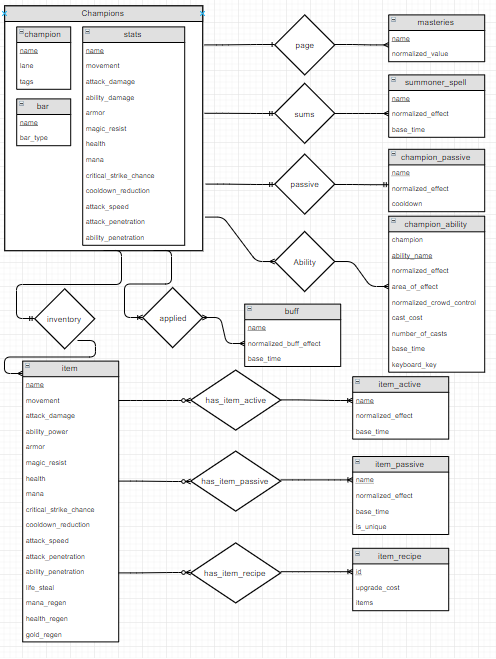 Champions
champion
name
lane
tags
bar
name
bar_type
stats
name
movement
attack_damage
ability_damage
armor
magic_resist
health
mana
critical_strike_chance
cooldown_reduction
attack_speed
attack_penetration
ability_penetration
page
masteries
name
normalized_value
sums
summoner_spell
name
normalized_effect
base_time
passive
champion_passive
name
normalized_effect
cooldown
Ability
champion_ability
champion
ability_name
normalized_effect
area_of_effect
normalized_crowd_control
cast_cost
number_of_casts
base_time
keyboard_key
inventory
applied
buff
name
normalized_buff_effect
base_time
item
name
movement
attack_damage
ability_power
armor
magic_resist
health
mana
critical_strike_chance
cooldown_reduction
attack_speed
attack_penetration
ability_penetration
life_steal
mana_regen
health_regen
gold_regen
has_item_active
item_active
name
normalized_effect
base_time
has_item_passive
item_passive
name
normalized_effect
base_time
is_unique
has_item_recipe
item_recipe
id
upgrade_cost
items